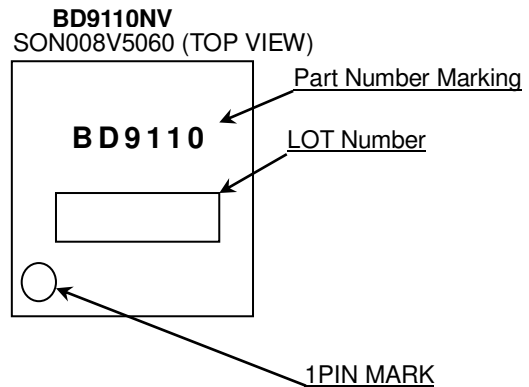 BD9110NV
SON008V5060 (TOP VIEW)
Part Number Marking
BD9110
LOT Number
1PIN MARK